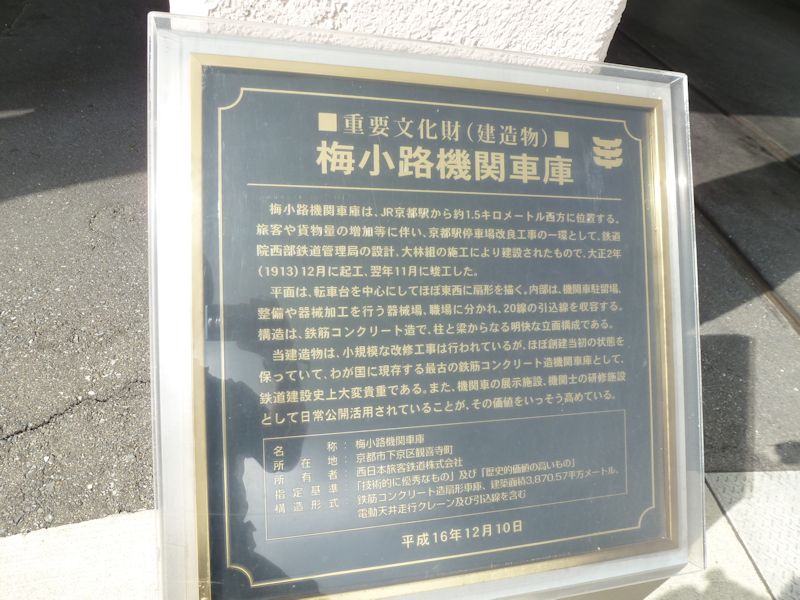 ■重要文化財(建造物)■
梅小路機関車庫
梅小路機関車庫は、JR京都駅から約1.5キロメートル西方に位置する。
旅客や貨物量の増加等に伴い、京都駅停車場改良工事の一環として、鉄道
院西部鉄道管理局の設計、大林組の施工により建設されたもので、大正2年
(1913)12月に起工、翌年11月に竣工した。
平面は、転車台を中心にしてほぼ東西に扇形を描く。内部は、機関車駐留場、
整備や器械加工を行う器械場、職場に分かれ、20線の引込線を収容する。
構造は、鉄筋コンクリート造で、柱と梁からなる明快な立面構成である。
当建造物は、小規模な改修工事は行われているが、ほぼ創建当初の状態を
保っていて、わが国に現存する最古の鉄筋コンクリート造機関車庫として、
鉄道建設史上大変貴重である。また、機関車の展示施設、機関士の研修施設
として日常公開活用されていることが、その価値をいっそう高めている。
名称:梅小路機関車庫
所在地:京都市下京区観喜寺町
所有者:西日本旅客鉄道株式会社
指定基準:「技術的に優秀なもの」及び「歴史的価値の高いもの」
構造形式:鉄筋コンクリート造扇形車庫、建築面積3,870.57平方メートル、
電動天井走行クレーン及び引込線を含む
平成16年12月10日